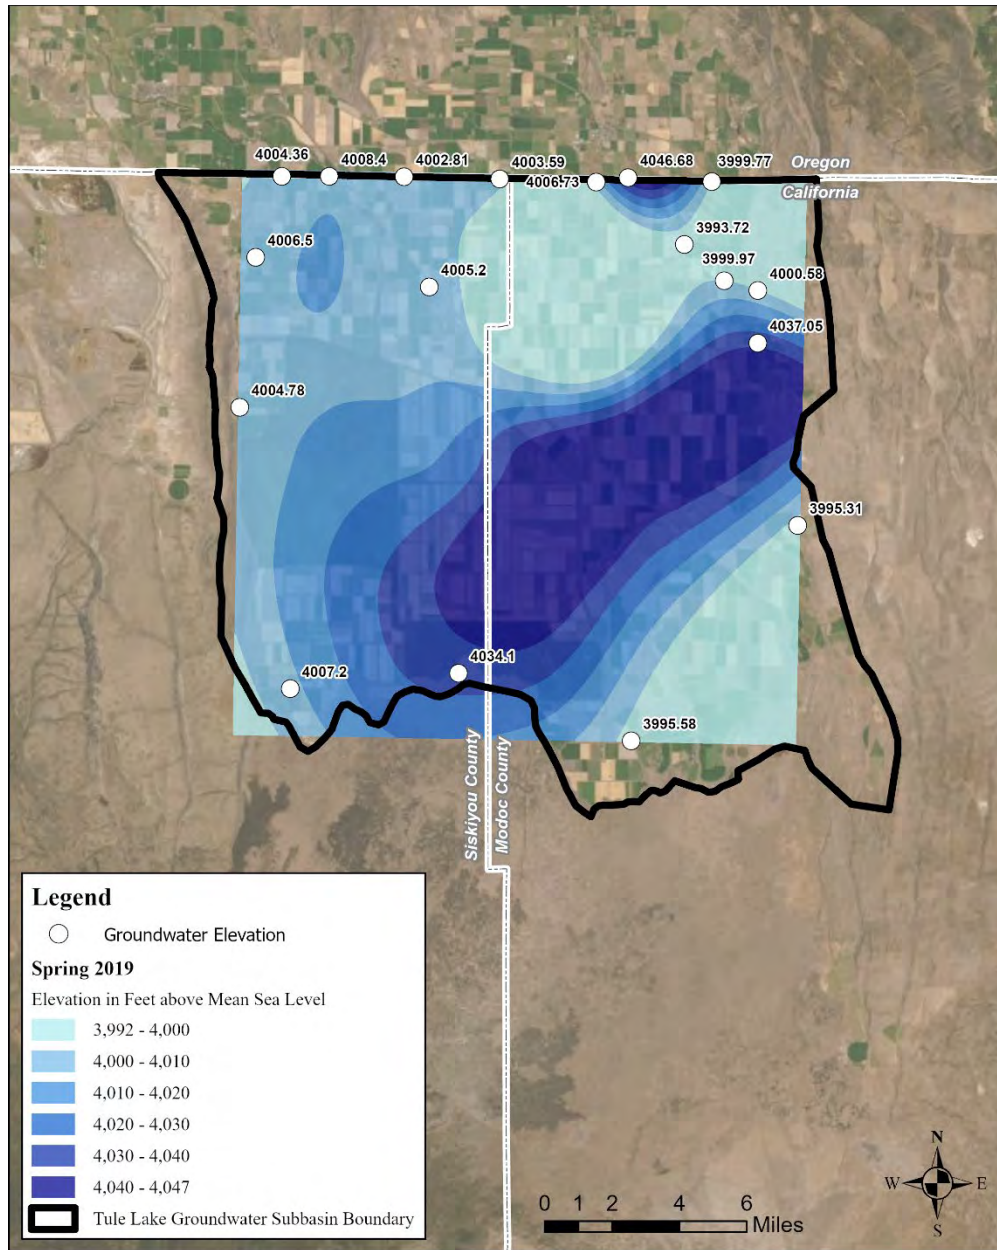 4004.36
4008.4
4002.81
4003.59
4046.68
3999.77
Oregon
California
4006.73
3993.72
4006.5
4005.2
3999.97
4000.58
4037.05
4004.78
3995.31
4034.1
4007.2
3995.58
Siskiyou County
Modoc County
Legend
Groundwater Elevation
Spring 2019
Elevation in Feet above Mean Sea Level
3,992 - 4,000
4,000 - 4,010
4,010 - 4,020
4,020 - 4,030
4,030 - 4,040
4,040 - 4,047
Tule Lake Groundwater Subbasin Boundary
N
W E
S
0 1 2 4 6
Miles